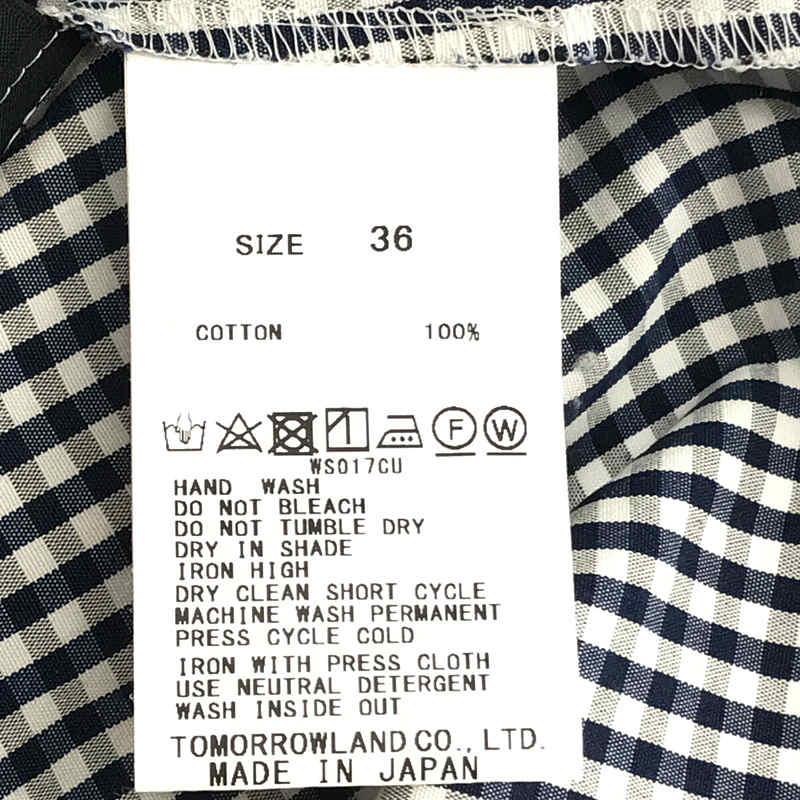 SIZE 36
COTTON 100%
F W
WS017CU
HAND WASH
DO NOT BLEACH
DO NOT TUMBLE DRY
DRY IN SHADE
IRON HIGH
DRY CLEAN SHORT CYCLE
MACHINE WASH PERMANENT
PRESS CYCLE COLD
IRON WITH PRESS CLOTH
USE NEUTRAL DETERGENT
WASH INSIDE OUT
TOMORROWLAND CO., LTD.
MADE IN JAPAN